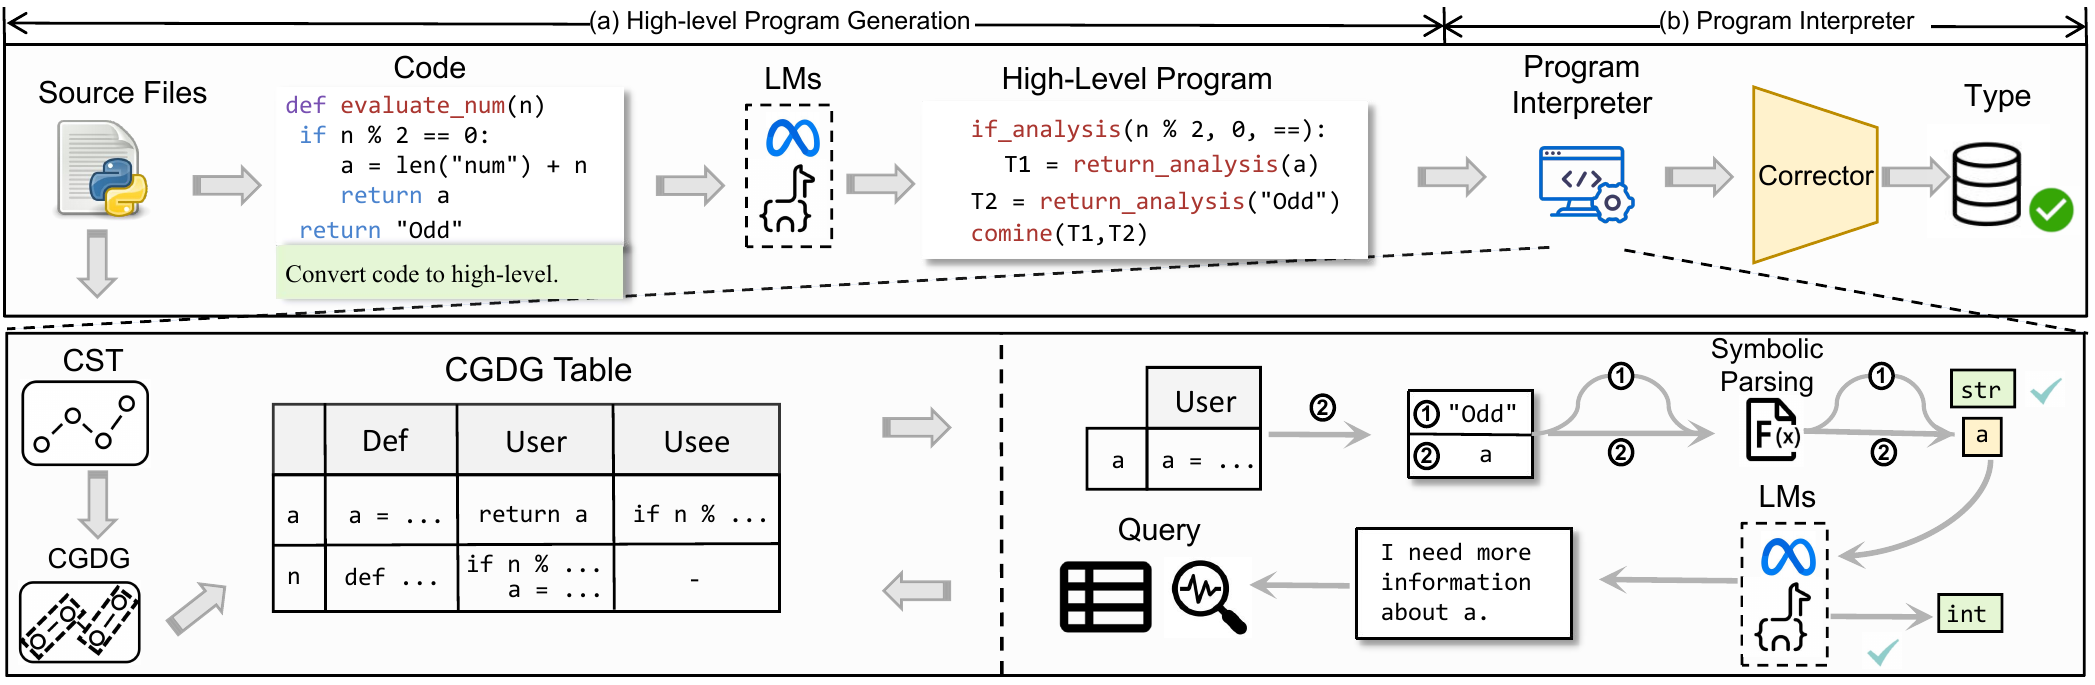 (a) High-level Program Generation
(b) Program Interpreter
Source Files
Code
def evaluate_num(n)
if n % 2 == 0:
a = len("num") + n
return a
return "Odd"
Convert code to high-level.
LMs
High-Level Program
if_analysis(n % 2, 0, ==):
T1 = return_analysis(a)
T2 = return_analysis("Odd")
comine(T1,T2)
Program
Interpreter
</>
Corrector
Type
CST
CGDG
CGDG Table
Def User Usee
a a = ... return a if n % ...
n def ... if n % ... -
a = ...
User
a a = ...
②
① "Odd"
② a
①
②
Symbolic
Parsing
F(x)
①
②
str
a
LMs
int
I need more
information
about a.
Query